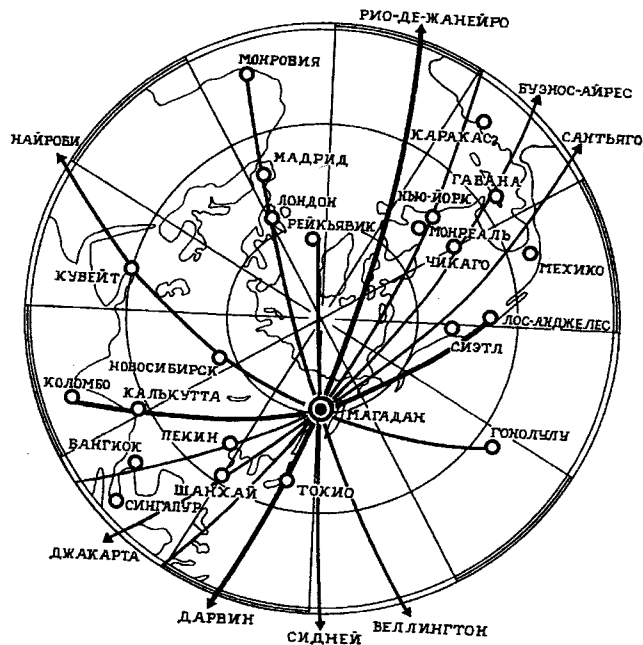 РИО-ДЕ-ЖАНЕЙРО
МОНРОВИЯ
БУЭНОС-АЙРЕС
КАРАКАС
САНТЬЯГО
НАЙРОБИ
МАДРИД
ГАВАНА
НЬЮ-ЙОРК
ЛОНДОН
РЕЙКЬЯВИК
МОНРЕАЛЬ
ЧИКАГО
МЕХИКО
КУВЕЙТ
ЛОС-АНДЖЕЛЕС
СИЭТЛ
НОВОСИБИРСК
КОЛОМБО
КАЛЬКУТТА
МАГАДАН
ПЕКИН
ГОНОЛУЛУ
БАНГКОК
ШАНХАЙ
ТОКИО
СИНГАПУР
ДЖАКАРТА
ДАРВИН
СИДНЕЙ
ВЕЛЛИНГТОН